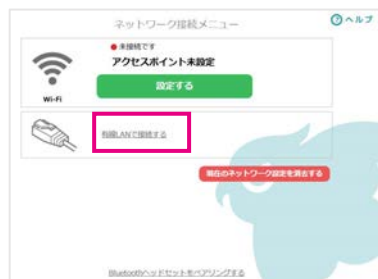 ネットワーク接続メニュー
? ヘルプ
未接続です
アクセスポイント未設定
設定する
Wi-Fi
有線LANで接続する
現在のネットワーク設定を消去する
Bluetoothヘッドセットをペアリングする